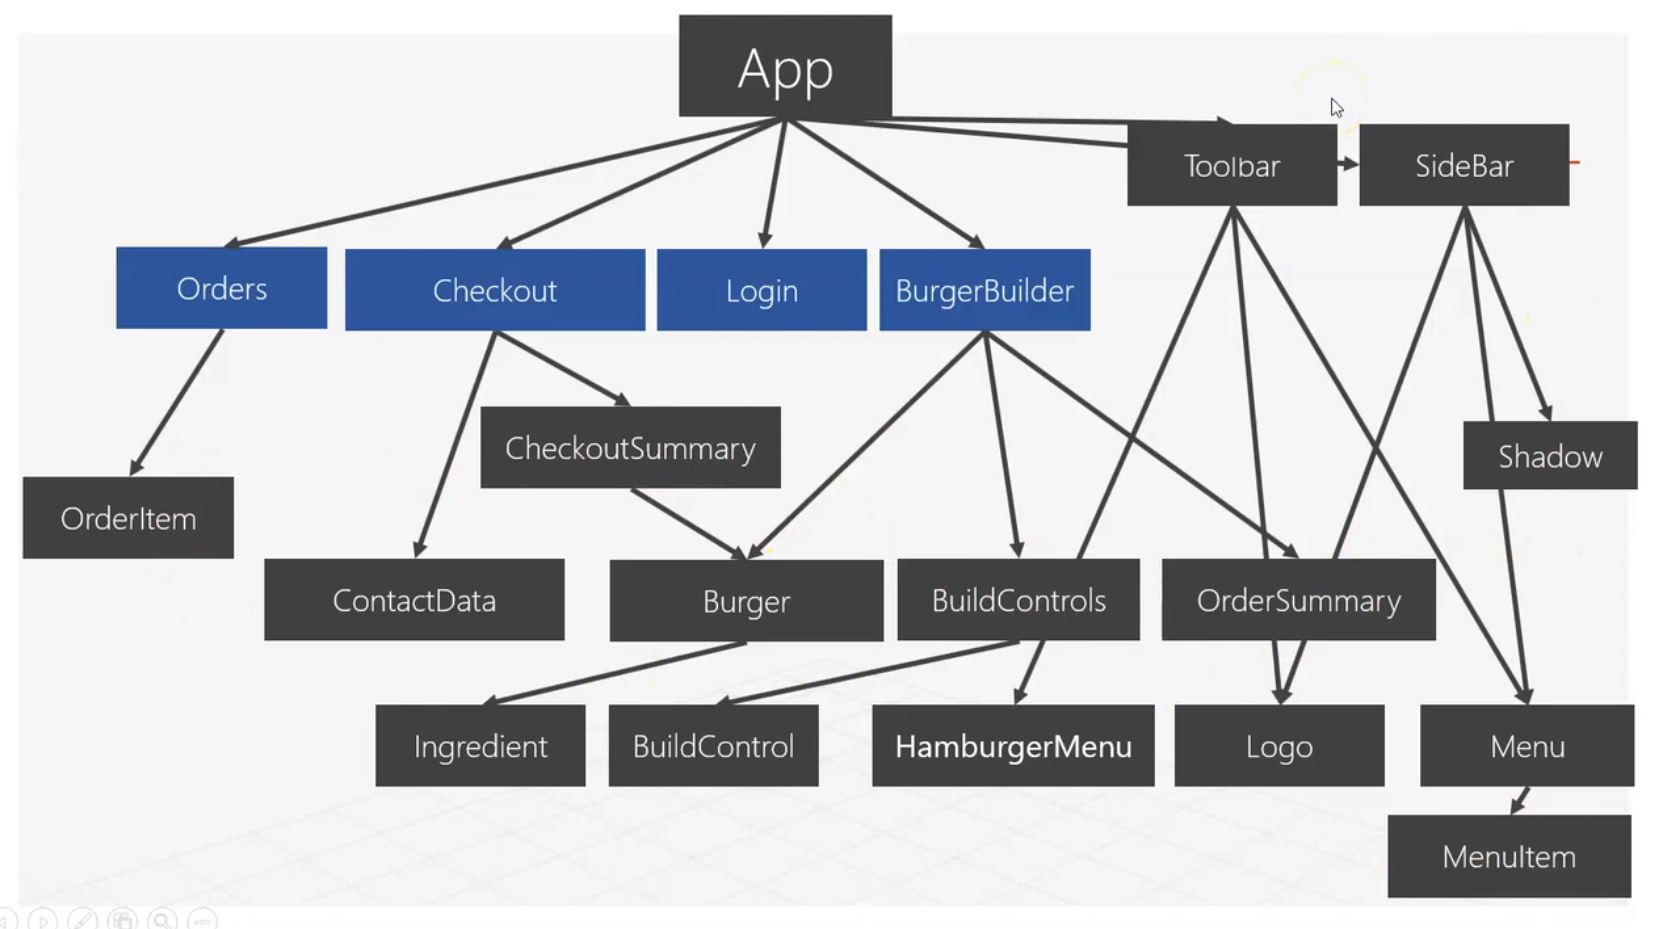 App
Toolbar
SideBar
Orders
Checkout
Login
BurgerBuilder
CheckoutSummary
Shadow
OrderItem
ContactData
Burger
BuildControls
OrderSummary
Ingredient
BuildControl
HamburgerMenu
Logo
Menu
MenuItem